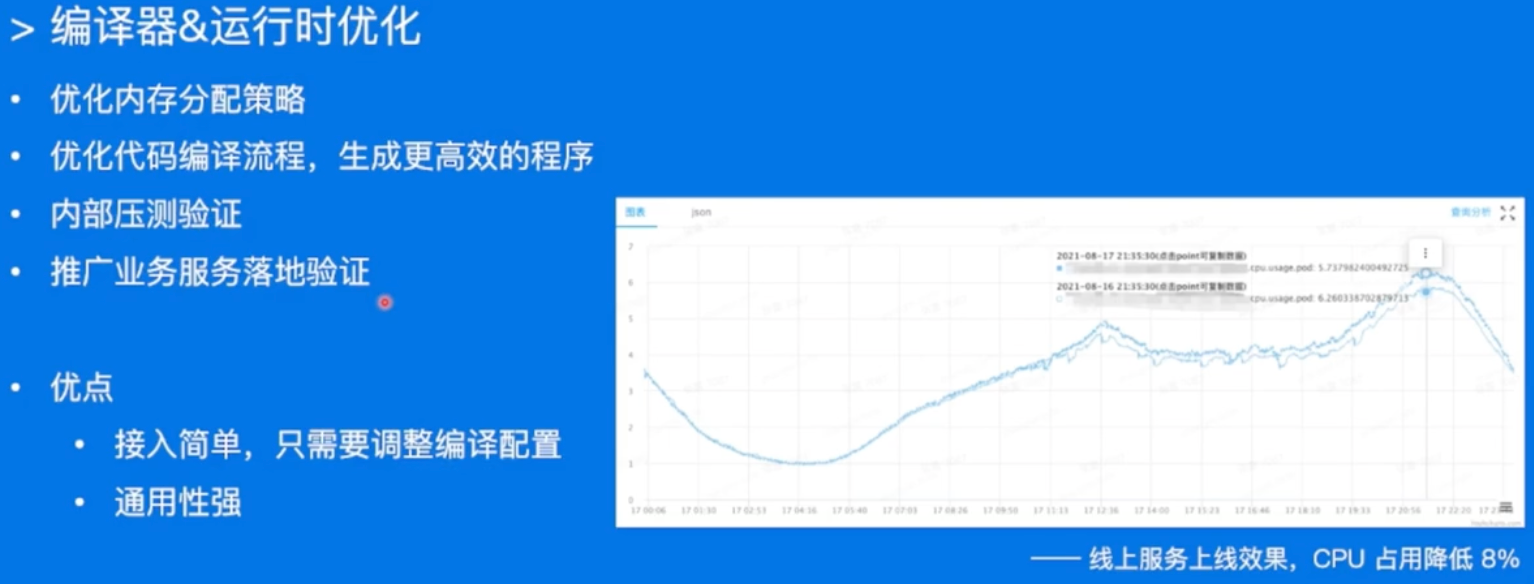 > 编译器&运行时优化
• 优化内存分配策略
• 优化代码编译流程，生成更高效的程序
• 内部压测验证
• 推广业务服务落地验证
• 优点
• 接入简单，只需要调整编译配置
• 通用性强
图表 json 查询分析
2021-08-17 21:35:30(点击point可复制数据)
cpu.usage.pod: 5.737982400492725
2021-08-16 21:35:30(点击point可复制数据)
cpu.usage.pod: 6.260338702879713
7
6
5
4
3
2
1
0
17 00:06 17 01:30 17 02:53 17 04:16 17 05:40 17 07:03 17 08:26 17 09:50 17 11:13 17 12:36 17 14:00 17 15:23 17 16:46 17 18:10 17 19:33 17 20:56 17 22:20
—— 线上服务上线效果，CPU 占用降低 8%